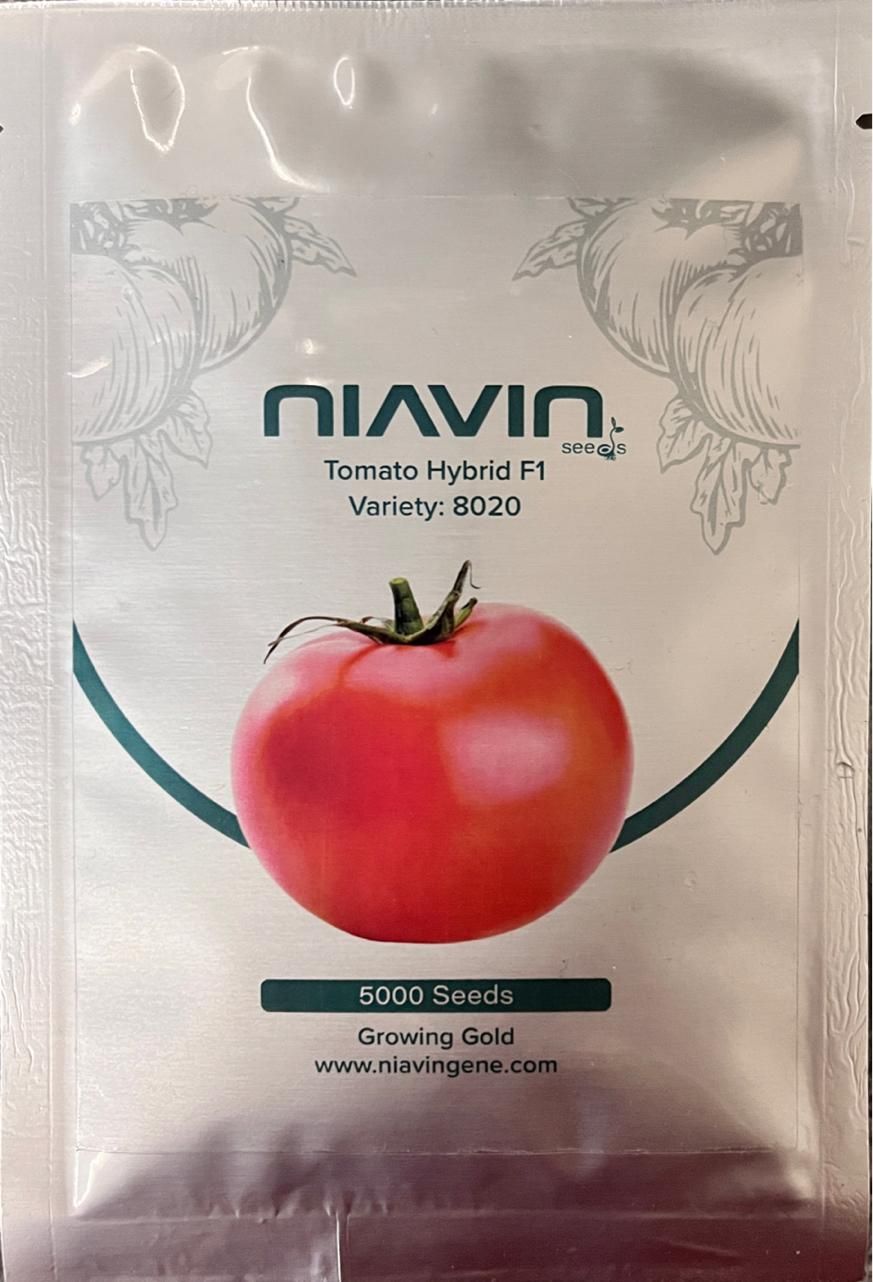 NIAVIN
seeds
Tomato Hybrid F1
Variety: 8020
5000 Seeds
Growing Gold
www.niavingene.com